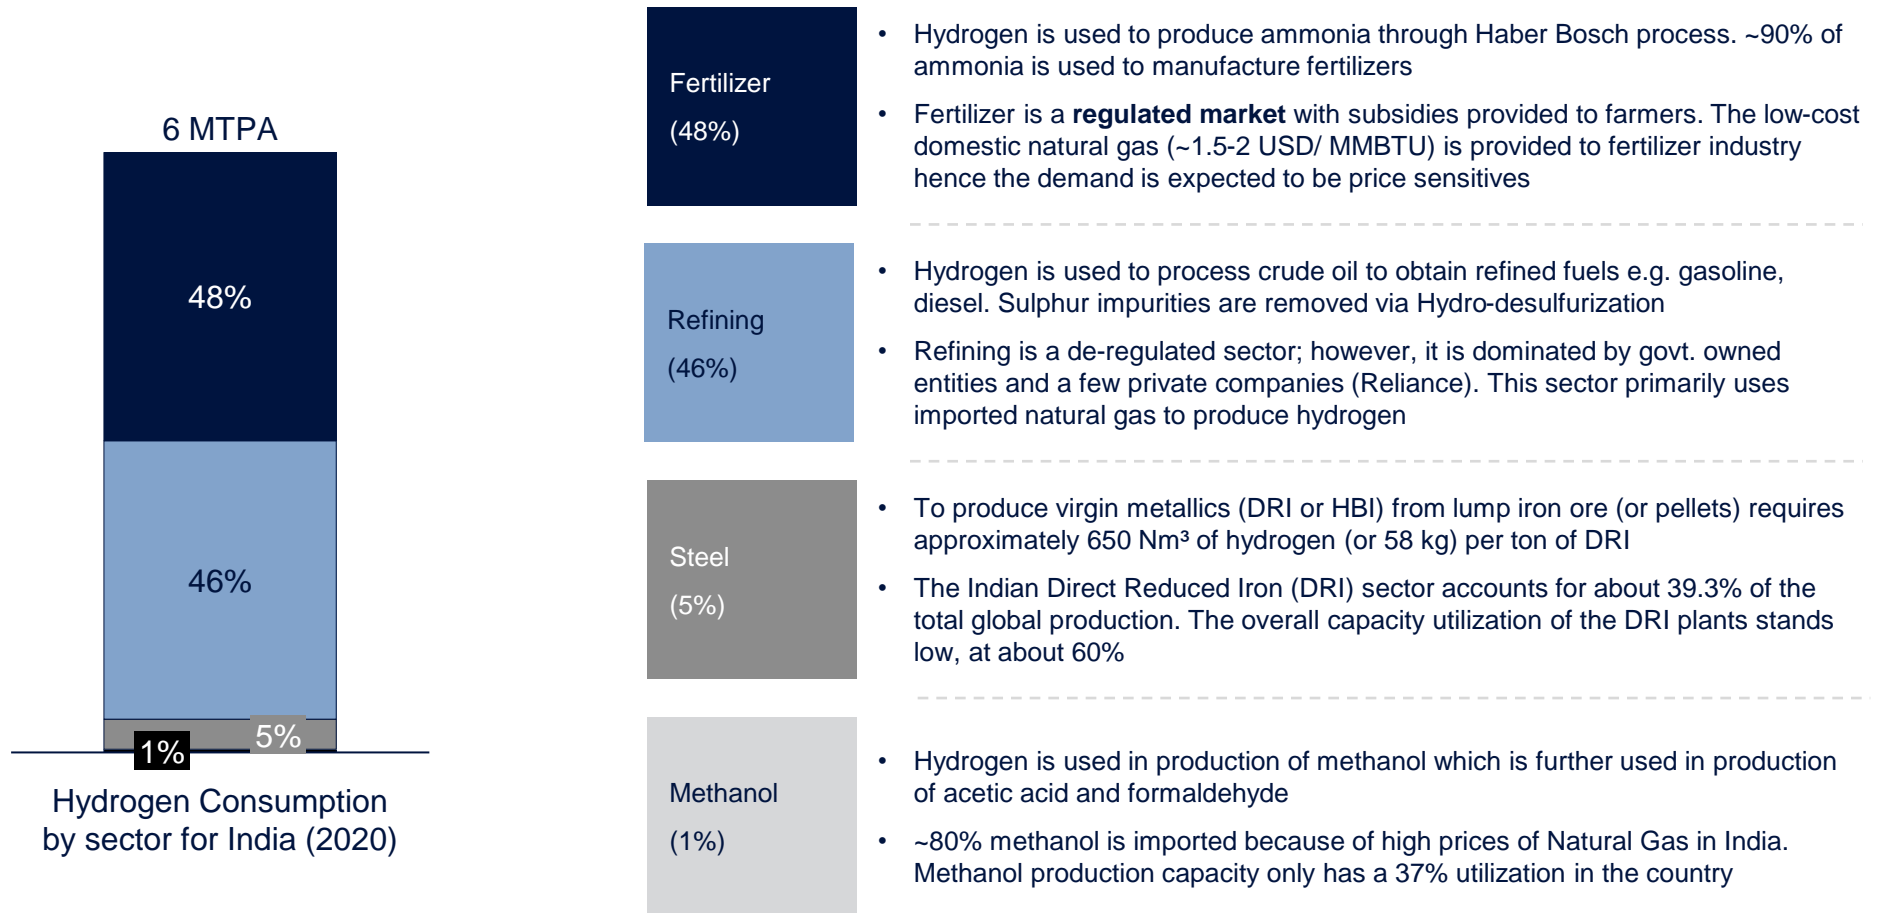 6 MTPA
48%
46%
5%
1%
Hydrogen Consumption
by sector for India (2020)
Fertilizer
(48%)
• Hydrogen is used to produce ammonia through Haber Bosch process. ~90% of
ammonia is used to manufacture fertilizers
• Fertilizer is a regulated market with subsidies provided to farmers. The low-cost
domestic natural gas (~1.5-2 USD/ MMBTU) is provided to fertilizer industry
hence the demand is expected to be price sensitives
Refining
(46%)
• Hydrogen is used to process crude oil to obtain refined fuels e.g. gasoline,
diesel. Sulphur impurities are removed via Hydro-desulfurization
• Refining is a de-regulated sector; however, it is dominated by govt. owned
entities and a few private companies (Reliance). This sector primarily uses
imported natural gas to produce hydrogen
Steel
(5%)
• To produce virgin metallics (DRI or HBI) from lump iron ore (or pellets) requires
approximately 650 Nm³ of hydrogen (or 58 kg) per ton of DRI
• The Indian Direct Reduced Iron (DRI) sector accounts for about 39.3% of the
total global production. The overall capacity utilization of the DRI plants stands
low, at about 60%
Methanol
(1%)
• Hydrogen is used in production of methanol which is further used in production
of acetic acid and formaldehyde
• ~80% methanol is imported because of high prices of Natural Gas in India.
Methanol production capacity only has a 37% utilization in the country